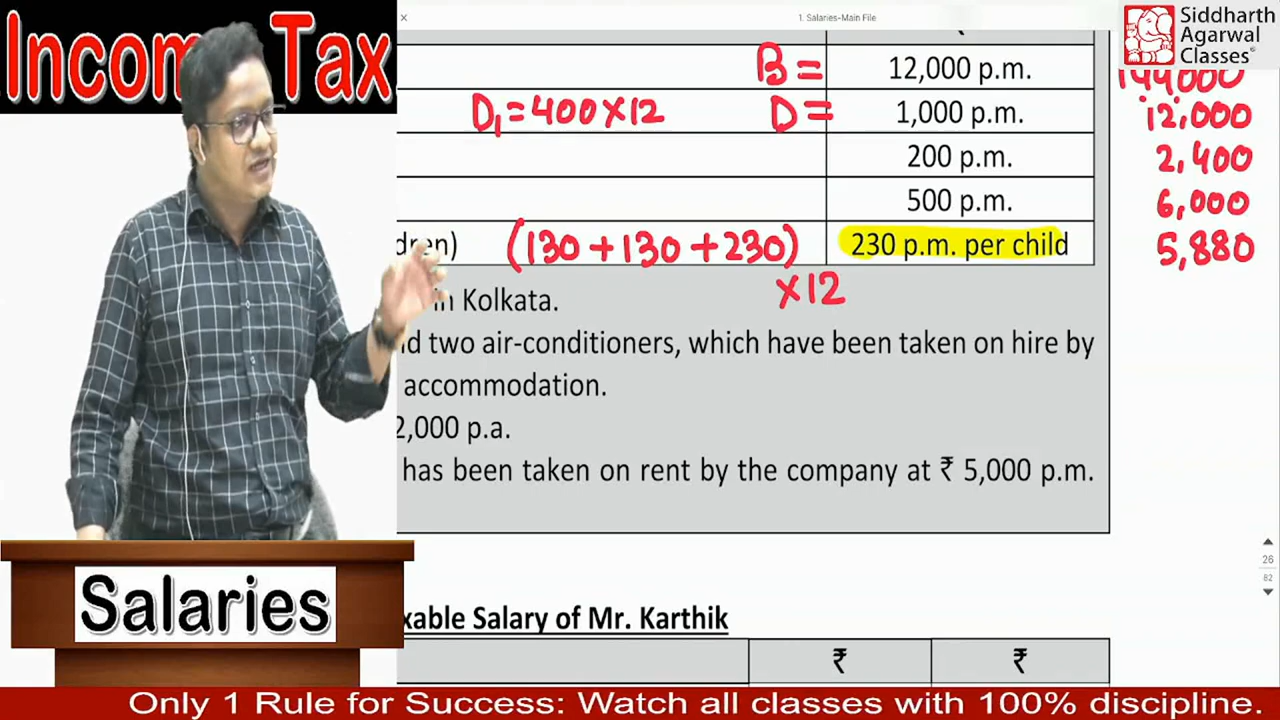 Income Tax
1. Salaries-Main File
Siddharth
Agarwal
Classes
B = 12,000 p.m. 144000
D₁ = 400 × 12 D = 1,000 p.m. 12,000
200 p.m. 2,400
500 p.m. 6,000
dren) (130 + 130 + 230) 230 p.m. per child 5,880
× 12
in Kolkata.
d two air-conditioners, which have been taken on hire by
accommodation.
2,000 p.a.
has been taken on rent by the company at ₹ 5,000 p.m.
26
82
Salaries
xable Salary of Mr. Karthik
₹ ₹
Only 1 Rule for Success: Watch all classes with 100% discipline.